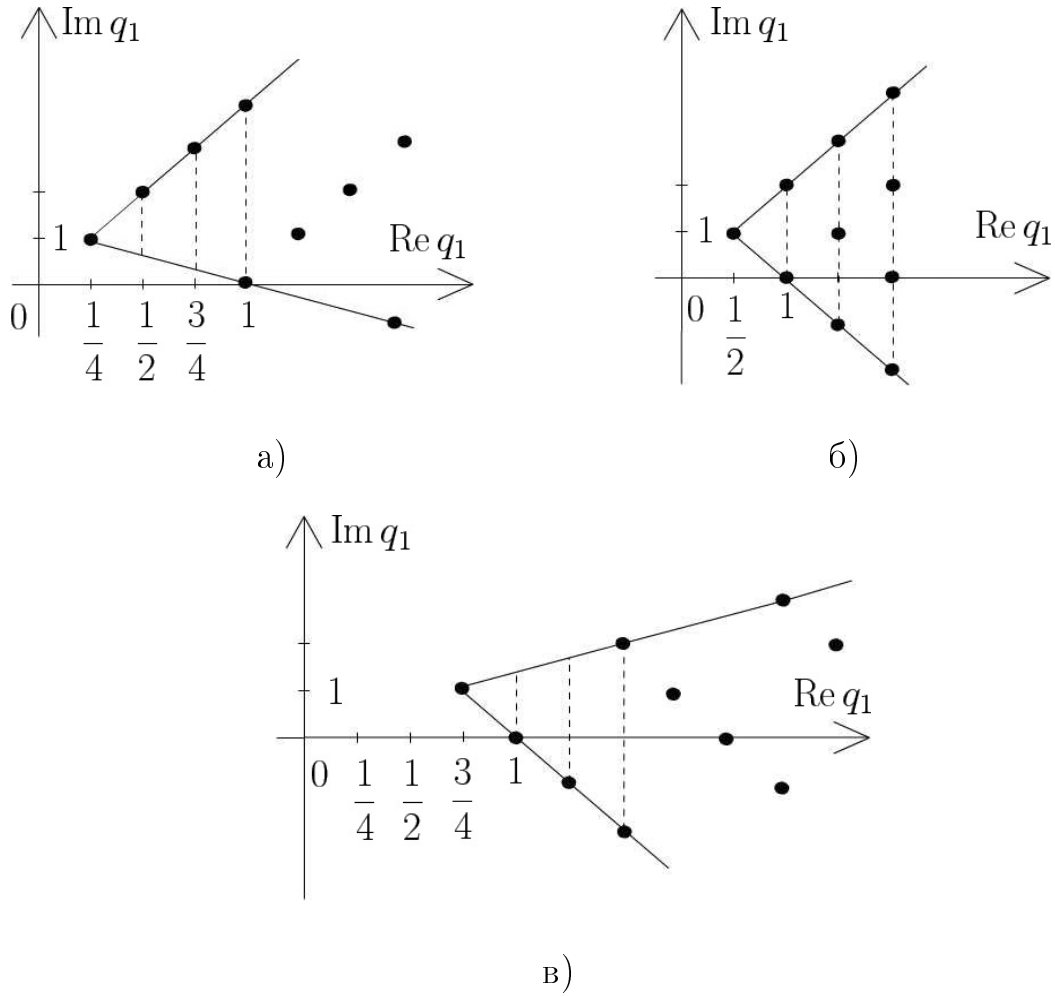 Im q₁
1
Re q₁
0 1/4 1/2 3/4 1
а)
Im q₁
1
Re q₁
0 1/2 1
б)
Im q₁
1
Re q₁
0 1/4 1/2 3/4 1
в)